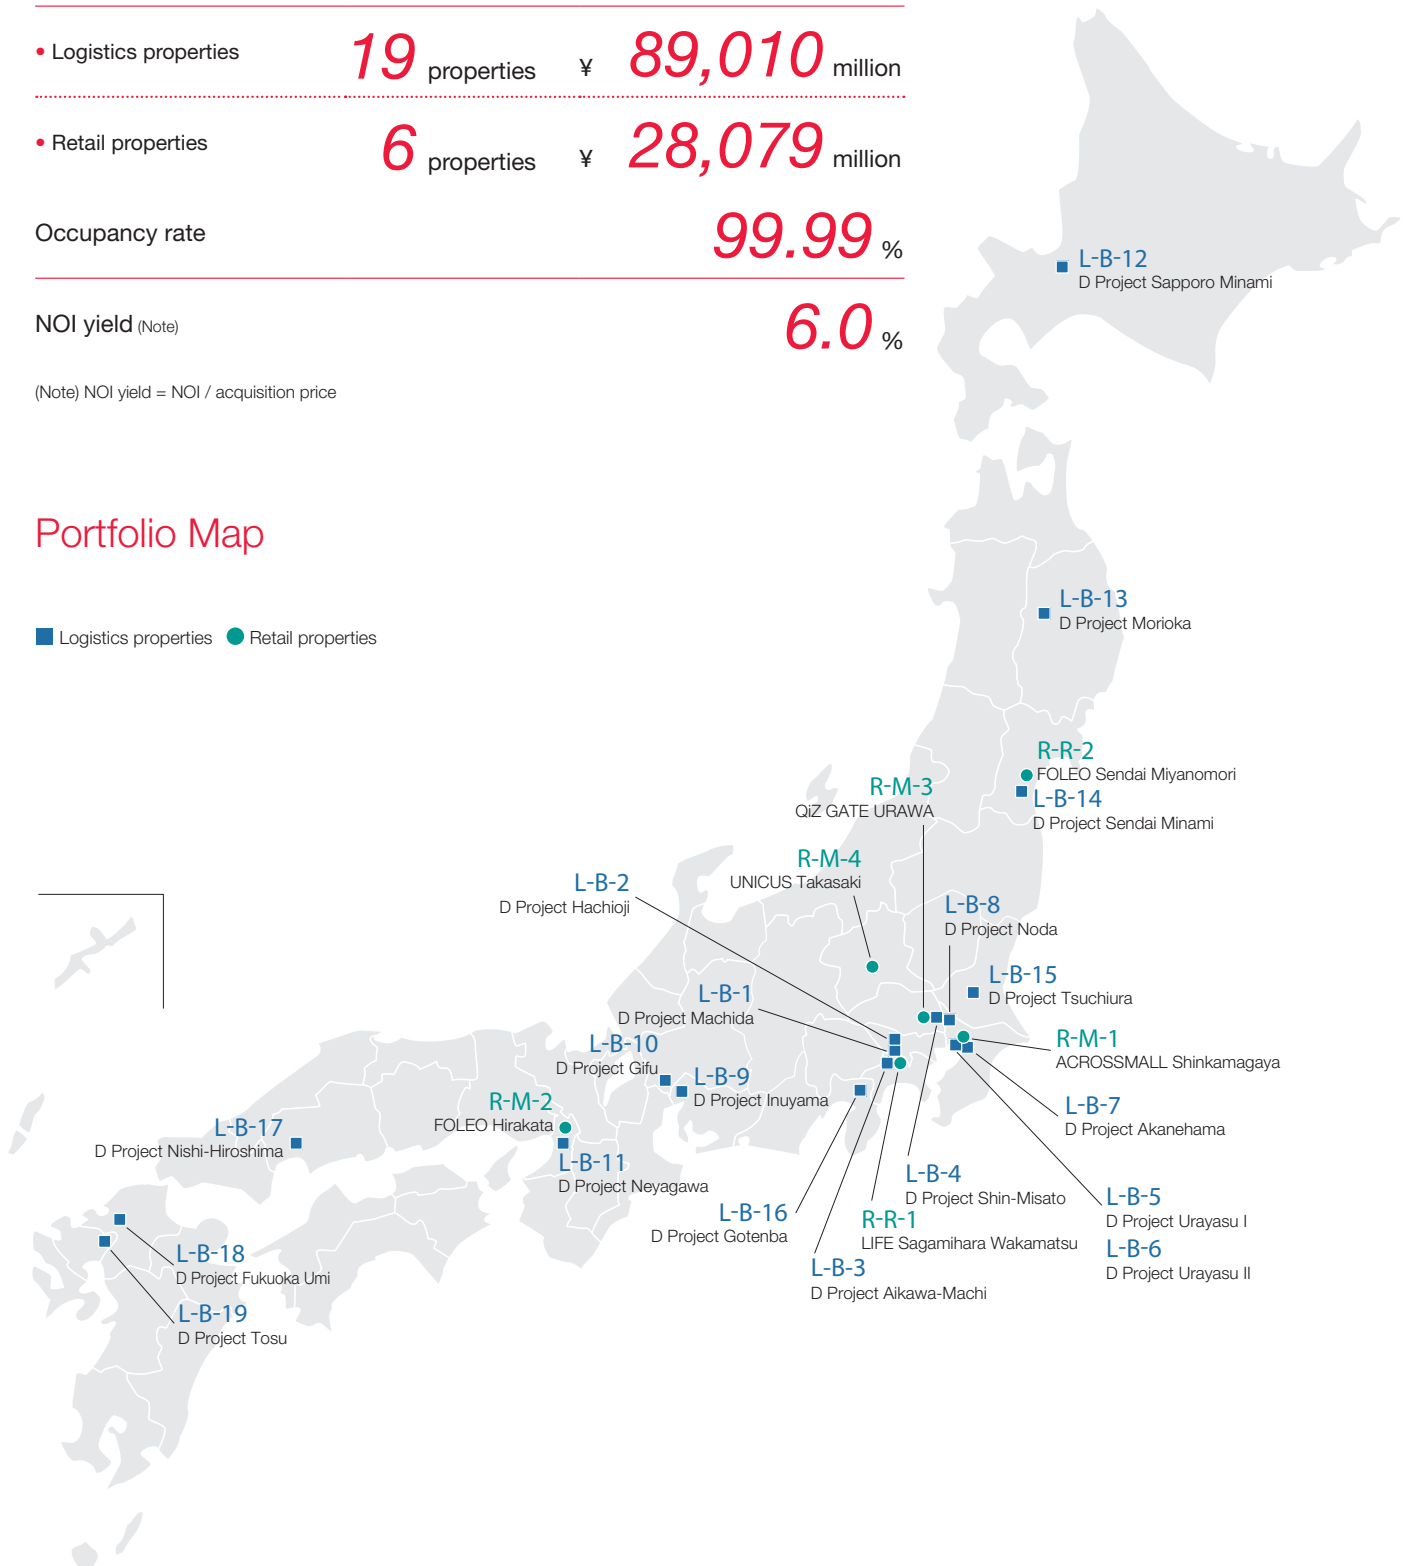 • Logistics properties 19 properties ¥ 89,010 million
• Retail properties 6 properties ¥ 28,079 million
Occupancy rate 99.99 %
NOI yield (Note) 6.0 %
(Note) NOI yield = NOI / acquisition price
Portfolio Map
Logistics properties Retail properties
L-B-12
D Project Sapporo Minami
L-B-13
D Project Morioka
R-R-2
FOLEO Sendai Miyanomori
L-B-14
D Project Sendai Minami
R-M-3
QiZ GATE URAWA
R-M-4
UNICUS Takasaki
L-B-2
D Project Hachioji
L-B-8
D Project Noda
L-B-15
D Project Tsuchiura
L-B-1
D Project Machida
R-M-1
ACROSSMALL Shinkamagaya
L-B-10
D Project Gifu
L-B-9
D Project Inuyama
R-M-2
FOLEO Hirakata
L-B-7
D Project Akanehama
L-B-17
D Project Nishi-Hiroshima
L-B-11
D Project Neyagawa
L-B-4
D Project Shin-Misato
L-B-5
D Project Urayasu I
L-B-16
D Project Gotenba
R-R-1
LIFE Sagamihara Wakamatsu
L-B-6
D Project Urayasu II
L-B-18
D Project Fukuoka Umi
L-B-3
D Project Aikawa-Machi
L-B-19
D Project Tosu